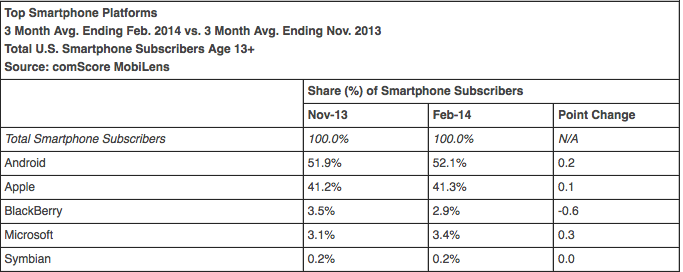 Top Smartphone Platforms
3 Month Avg. Ending Feb. 2014 vs. 3 Month Avg. Ending Nov. 2013
Total U.S. Smartphone Subscribers Age 13+
Source: comScore MobiLens
Share (%) of Smartphone Subscribers
Nov-13 Feb-14 Point Change
Total Smartphone Subscribers 100.0% 100.0% N/A
Android 51.9% 52.1% 0.2
Apple 41.2% 41.3% 0.1
BlackBerry 3.5% 2.9% -0.6
Microsoft 3.1% 3.4% 0.3
Symbian 0.2% 0.2% 0.0